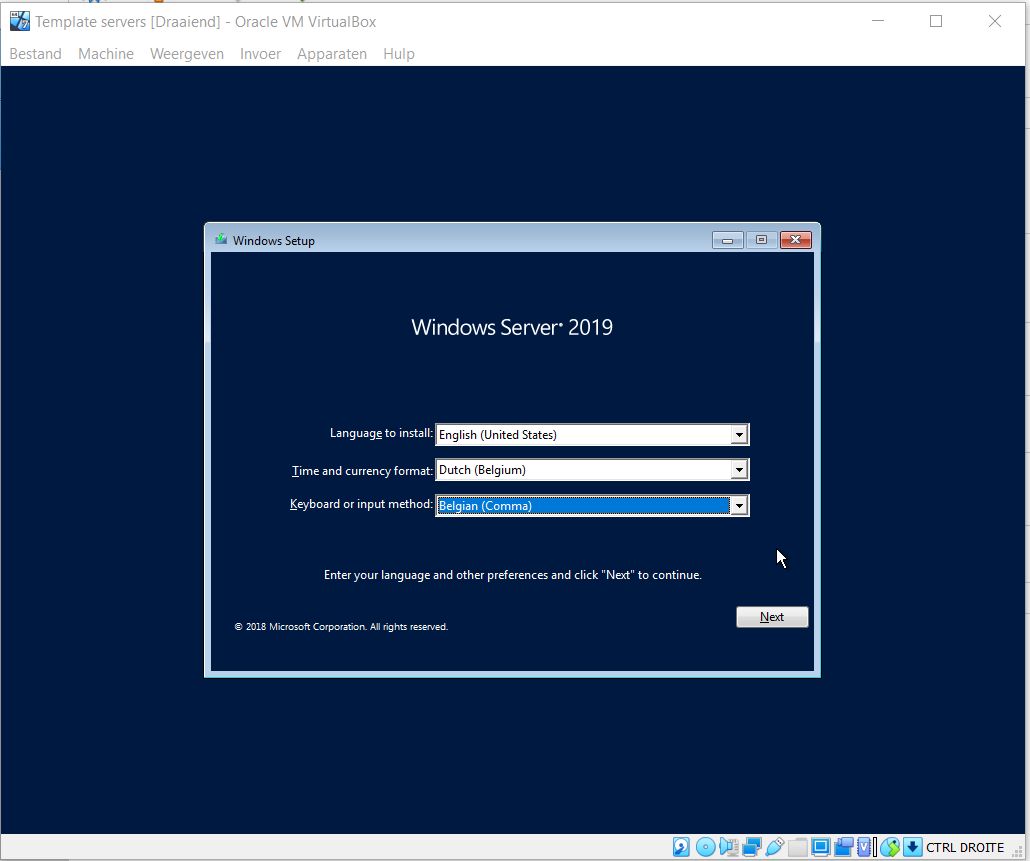 Template servers [Draaiend] - Oracle VM VirtualBox
Bestand Machine Weergeven Invoer Apparaten Hulp
Windows Setup
Windows Server® 2019
Language to install: English (United States)
Time and currency format: Dutch (Belgium)
Keyboard or input method: Belgian (Comma)
Enter your language and other preferences and click "Next" to continue.
Next
© 2018 Microsoft Corporation. All rights reserved.
CTRL DROITE